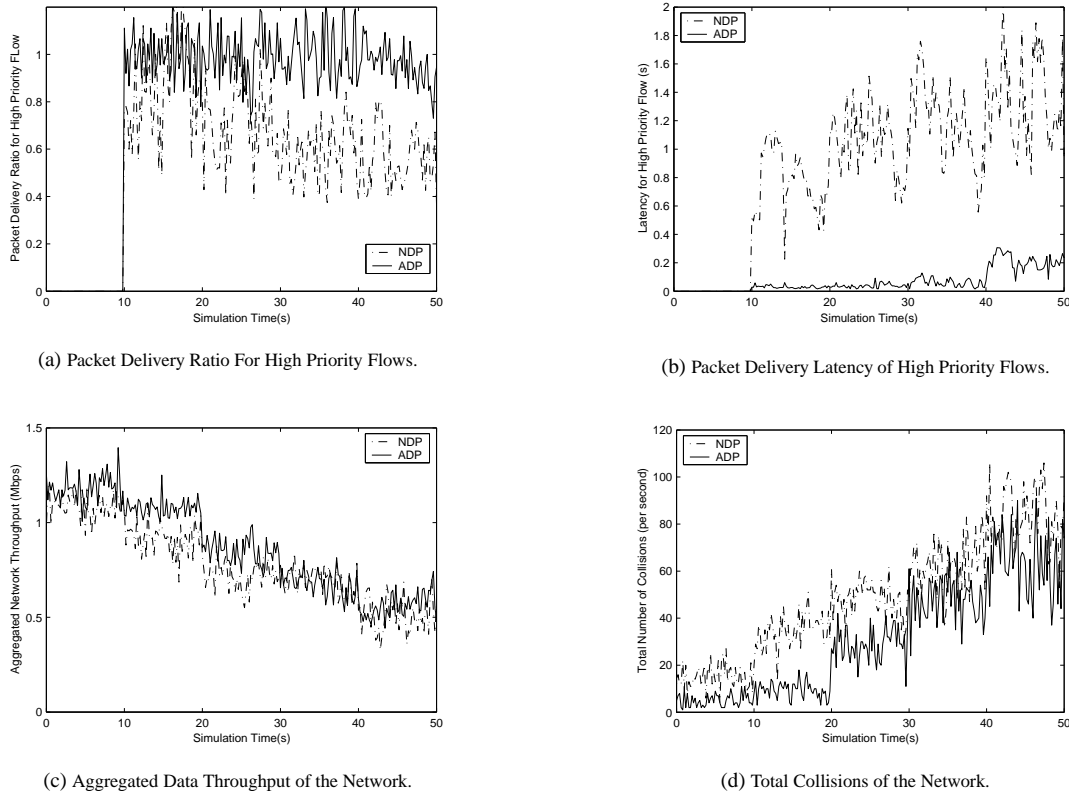 Packet Delivery Ratio for High Priority FLow
1
0.8
0.6
0.4
0.2
0
0 10 20 30 40 50
Simulation Time(s)
NDP
ADP
(a) Packet Delivery Ratio For High Priority Flows.
Latency for High Priority Flow (s)
2
1.8
1.6
1.4
1.2
1
0.8
0.6
0.4
0.2
0
0 10 20 30 40 50
Simulation Time(s)
NDP
ADP
(b) Packet Delivery Latency of High Priority Flows.
Aggregated Network Throughput (Mbps)
1.5
1
0.5
0
0 10 20 30 40 50
Simulation Time(s)
NDP
ADP
(c) Aggregated Data Throughput of the Network.
Total Number of Collisions (per second)
120
100
80
60
40
20
0
0 10 20 30 40 50
Simulation Time(s)
NDP
ADP
(d) Total Collisions of the Network.